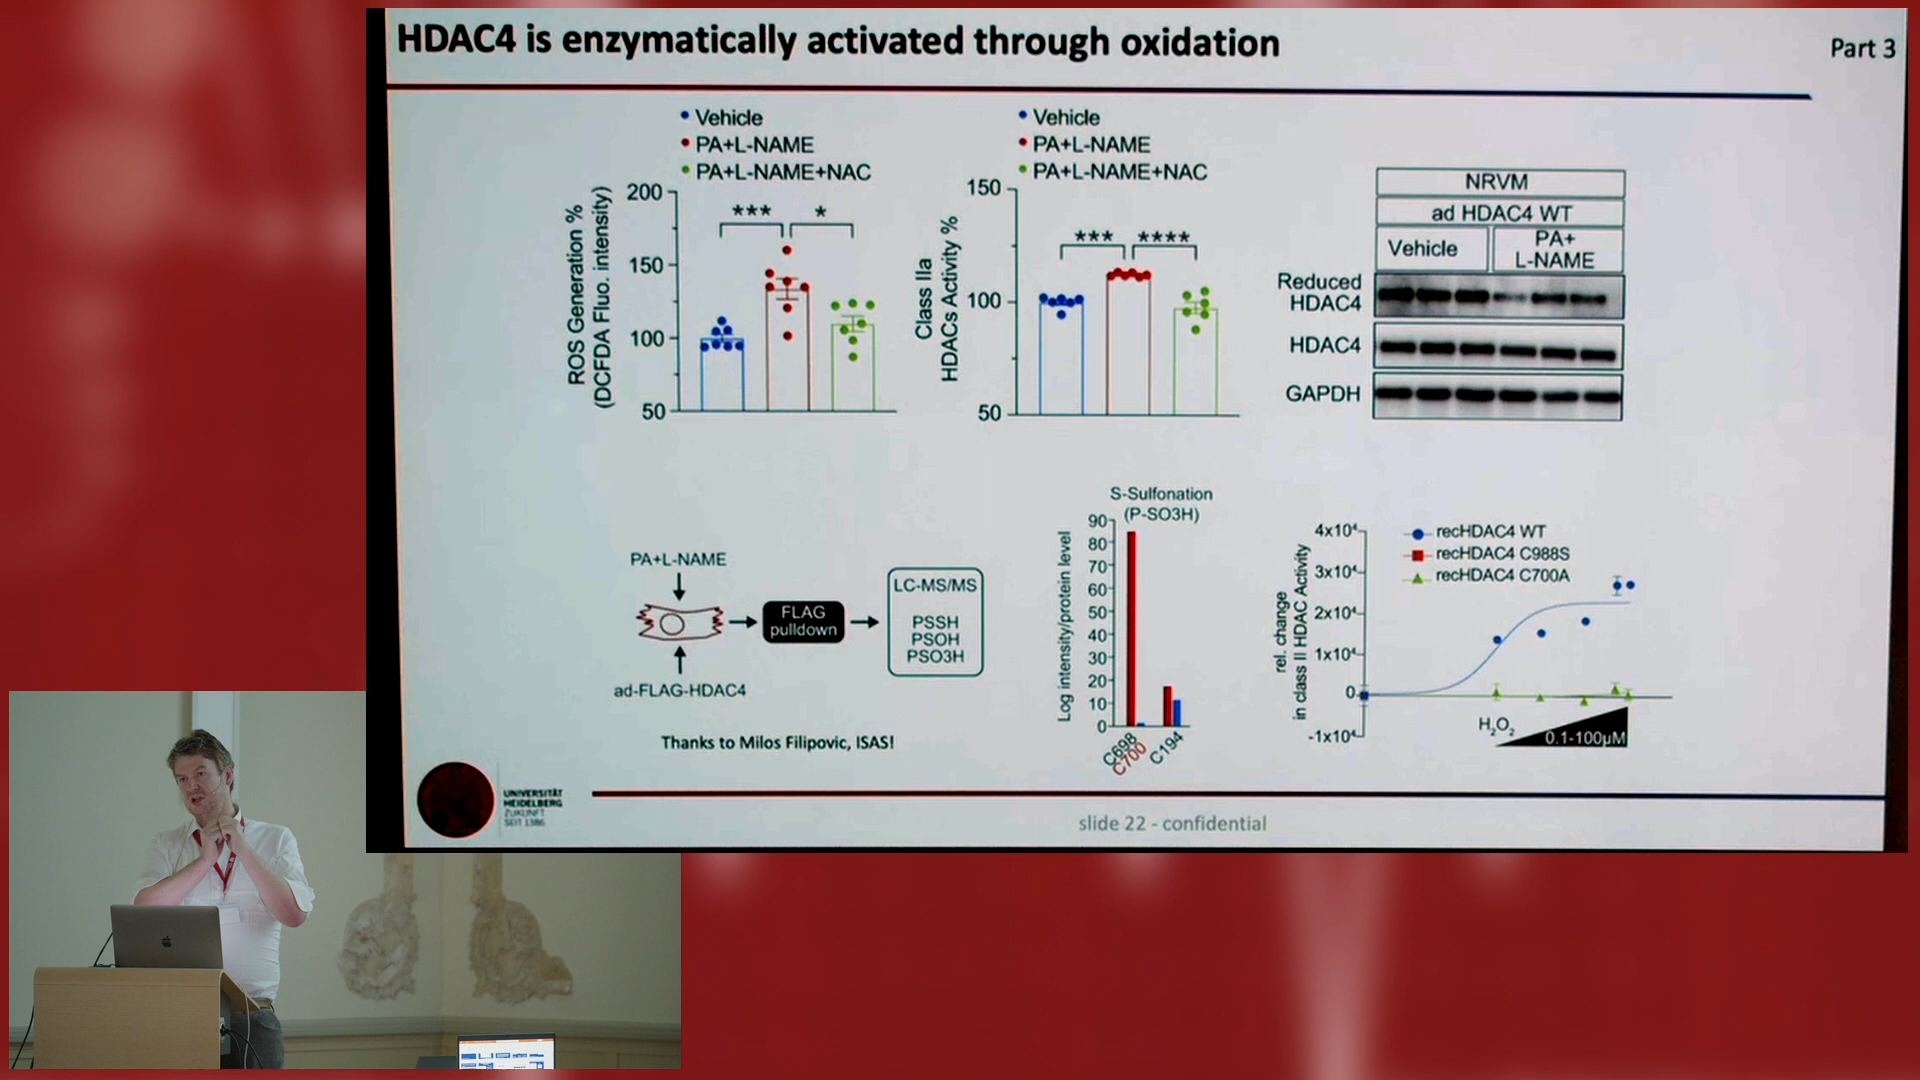 HDAC4 is enzymatically activated through oxidation
Part 3
Vehicle
PA+L-NAME
PA+L-NAME+NAC
ROS Generation %
(DCFDA Fluo. intensity)
200
150
100
50
***
*
Vehicle
PA+L-NAME
PA+L-NAME+NAC
Class IIa
HDACs Activity %
150
100
50
***
****
NRVM
ad HDAC4 WT
Vehicle
PA+
L-NAME
Reduced
HDAC4
HDAC4
GAPDH
PA+L-NAME
ad-FLAG-HDAC4
FLAG
pulldown
LC-MS/MS
PSSH
PSOH
PSO3H
Thanks to Milos Filipovic, ISAS!
S-Sulfonation
(P-SO3H)
Log intensity/protein level
90
80
70
60
50
40
30
20
10
0
C698
C700
C194
rel. change
in class II HDAC Activity
4x10⁴
3x10⁴
2x10⁴
1x10⁴
0
-1x10⁴
recHDAC4 WT
recHDAC4 C988S
recHDAC4 C700A
H₂O₂
0.1-100µM
UNIVERSITÄT
HEIDELBERG
ZUKUNFT
SEIT 1386
slide 22 - confidential